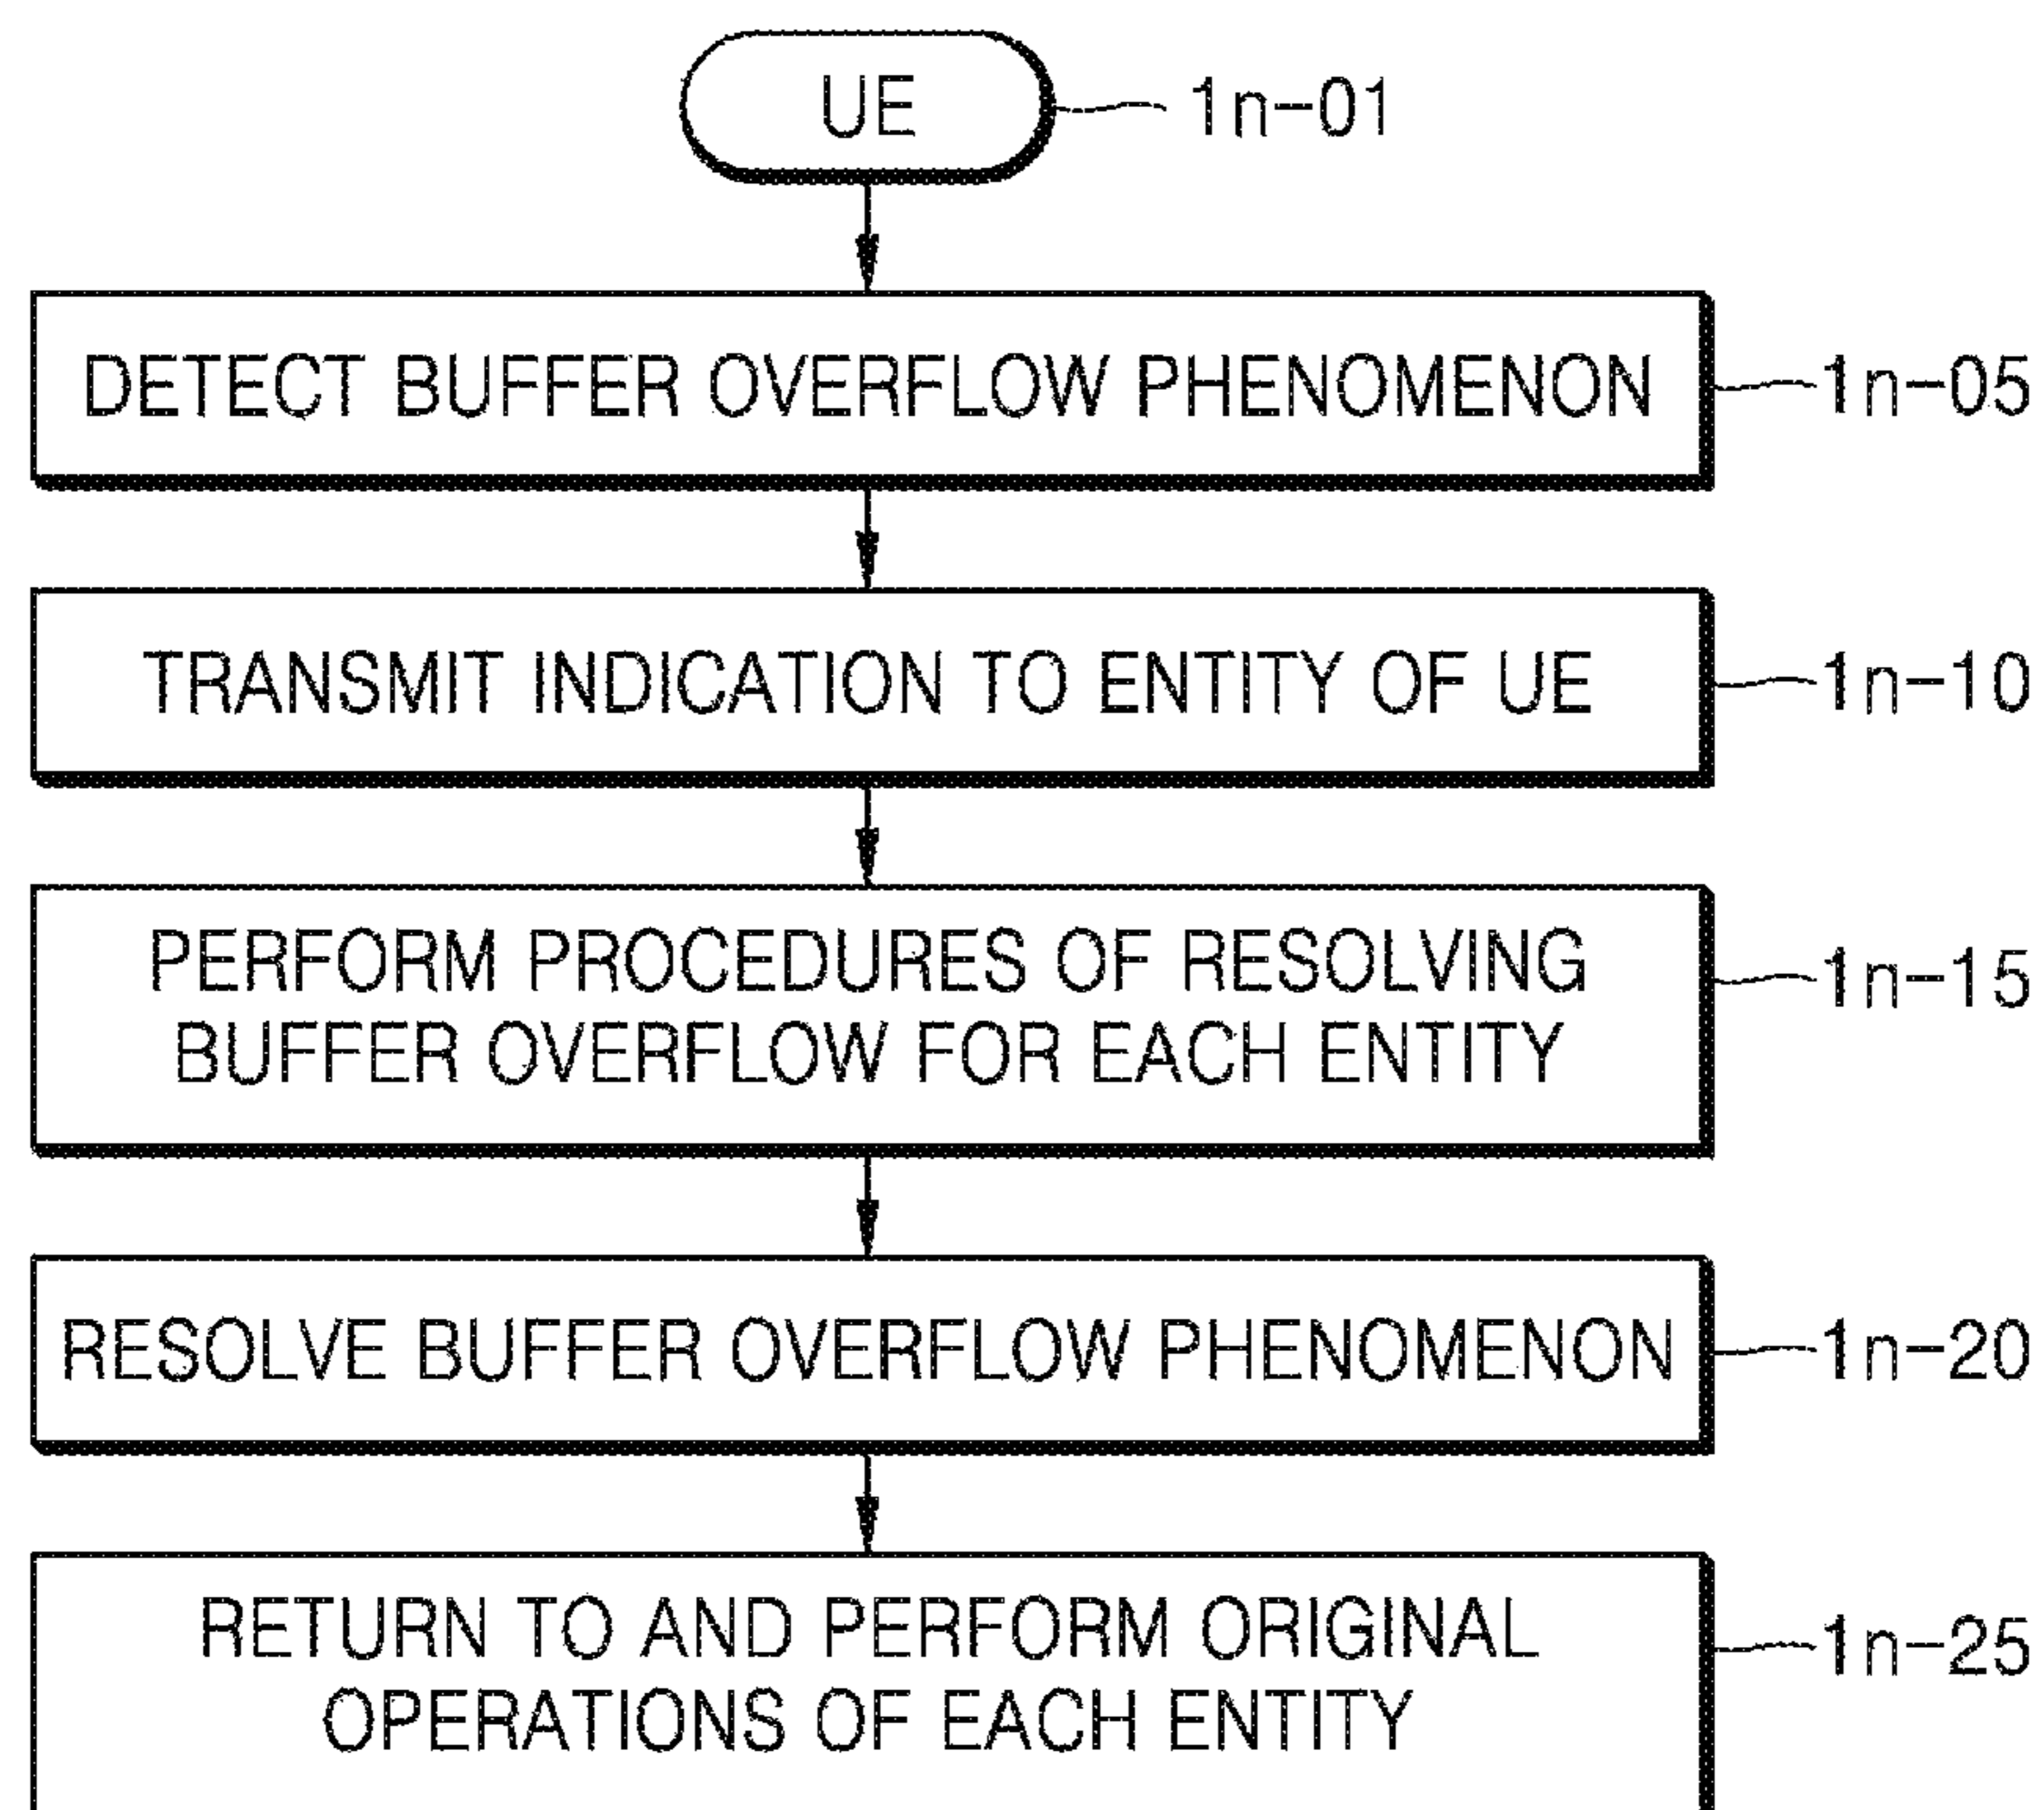 UE
1n-01
DETECT BUFFER OVERFLOW PHENOMENON
1n-05
TRANSMIT INDICATION TO ENTITY OF UE
1n-10
PERFORM PROCEDURES OF RESOLVING
BUFFER OVERFLOW FOR EACH ENTITY
1n-15
RESOLVE BUFFER OVERFLOW PHENOMENON
1n-20
RETURN TO AND PERFORM ORIGINAL
OPERATIONS OF EACH ENTITY
1n-25